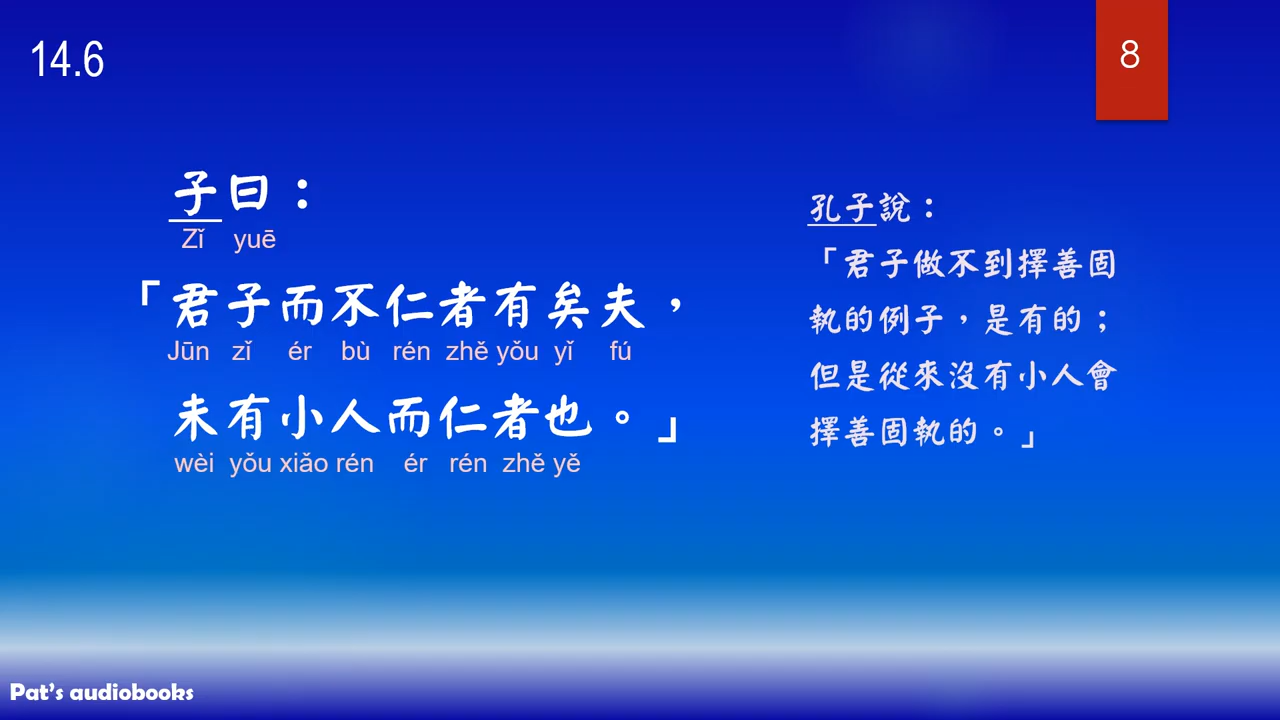 14.6
8
子曰：
Zǐ yuē
「君子而不仁者有矣夫，
Jūn zǐ ér bù rén zhě yǒu yǐ fú
未有小人而仁者也。」
wèi yǒu xiǎo rén ér rén zhě yě
孔子說：
「君子做不到擇善固
執的例子，是有的；
但是從來沒有小人會
擇善固執的。」
Pat's audiobooks